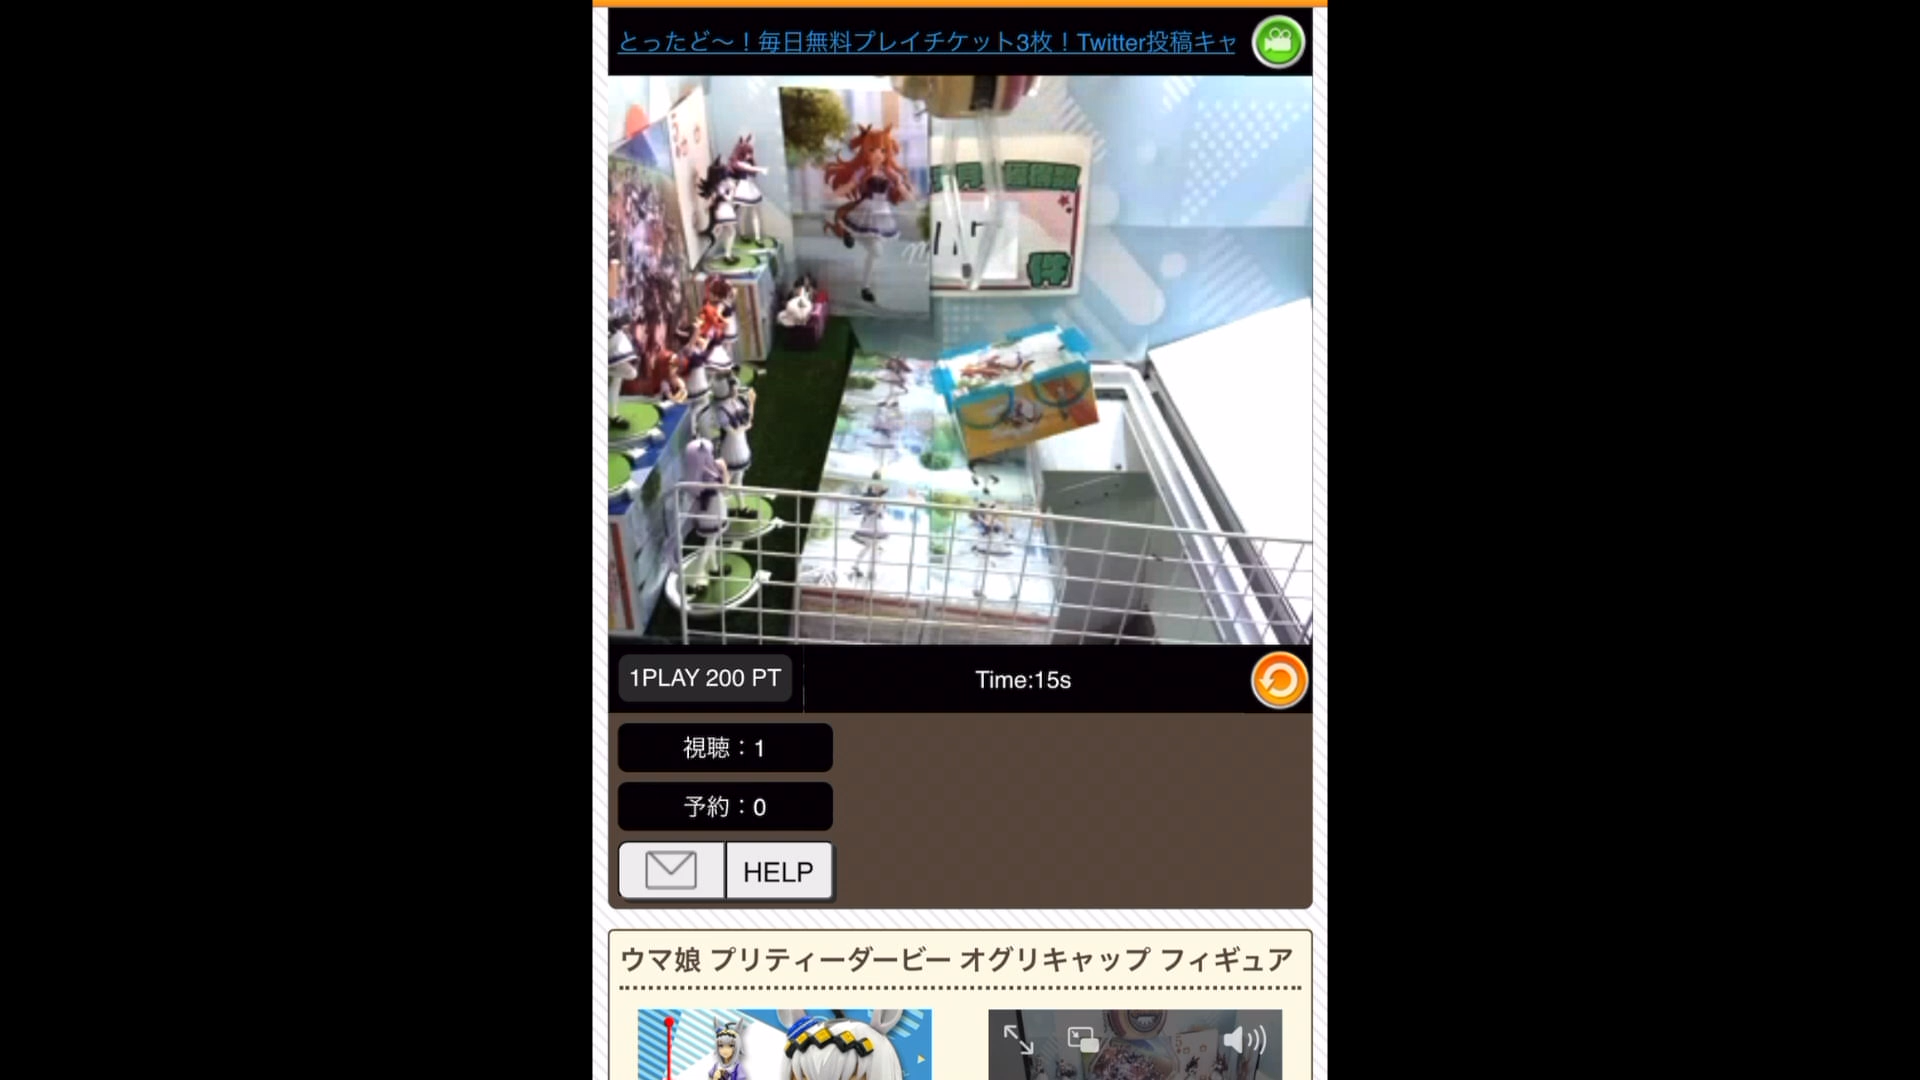 とったど〜！毎日無料プレイチケット3枚！Twitter投稿キャ
件
1PLAY 200 PT
Time:15s
視聴：1
予約：0
HELP
ウマ娘 プリティーダービー オグリキャップ フィギュア